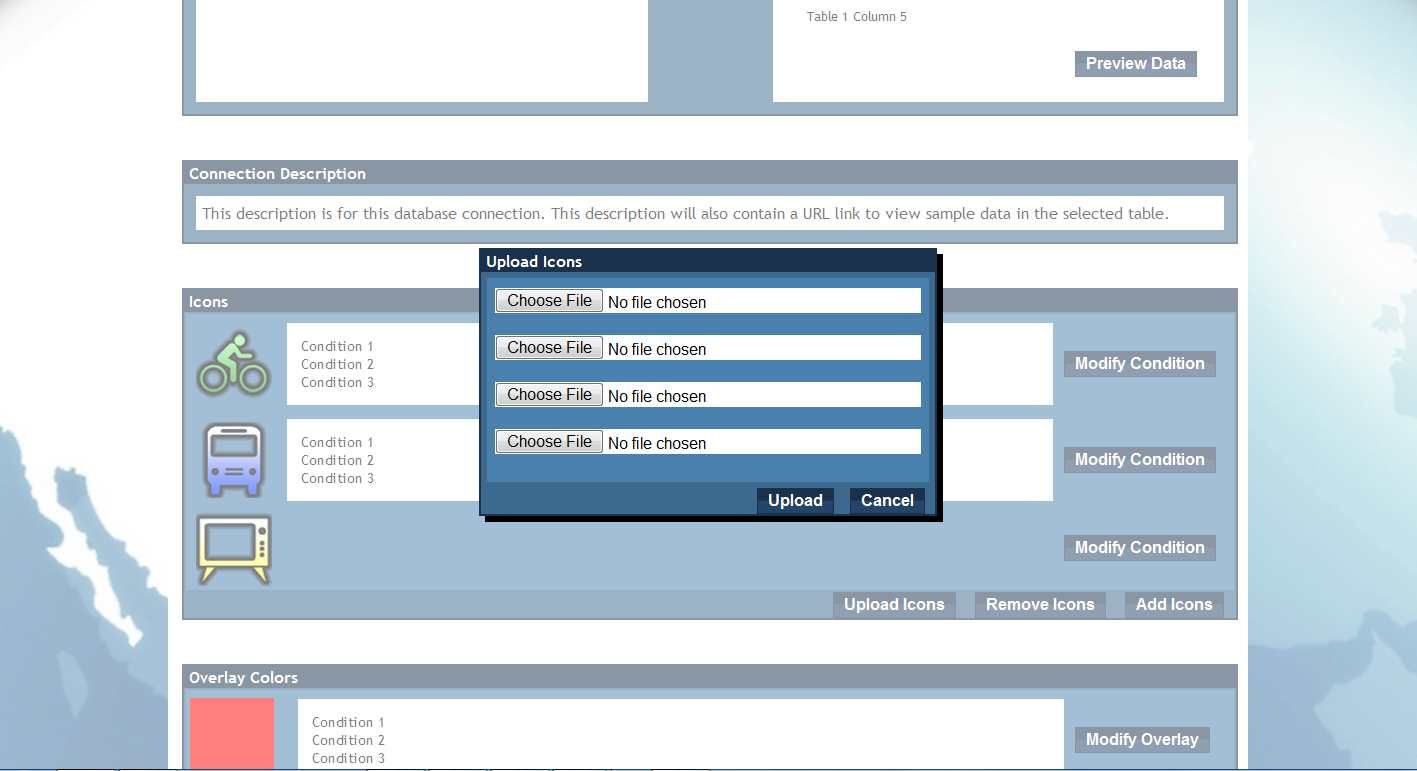 Table 1 Column 5
Preview Data
Connection Description
This description is for this database connection. This description will also contain a URL link to view sample data in the selected table.
Upload Icons
Choose File No file chosen
Choose File No file chosen
Choose File No file chosen
Choose File No file chosen
Upload Cancel
Icons
Condition 1
Condition 2
Condition 3
Modify Condition
Condition 1
Condition 2
Condition 3
Modify Condition
Modify Condition
Upload Icons Remove Icons Add Icons
Overlay Colors
Condition 1
Condition 2
Condition 3
Modify Overlay